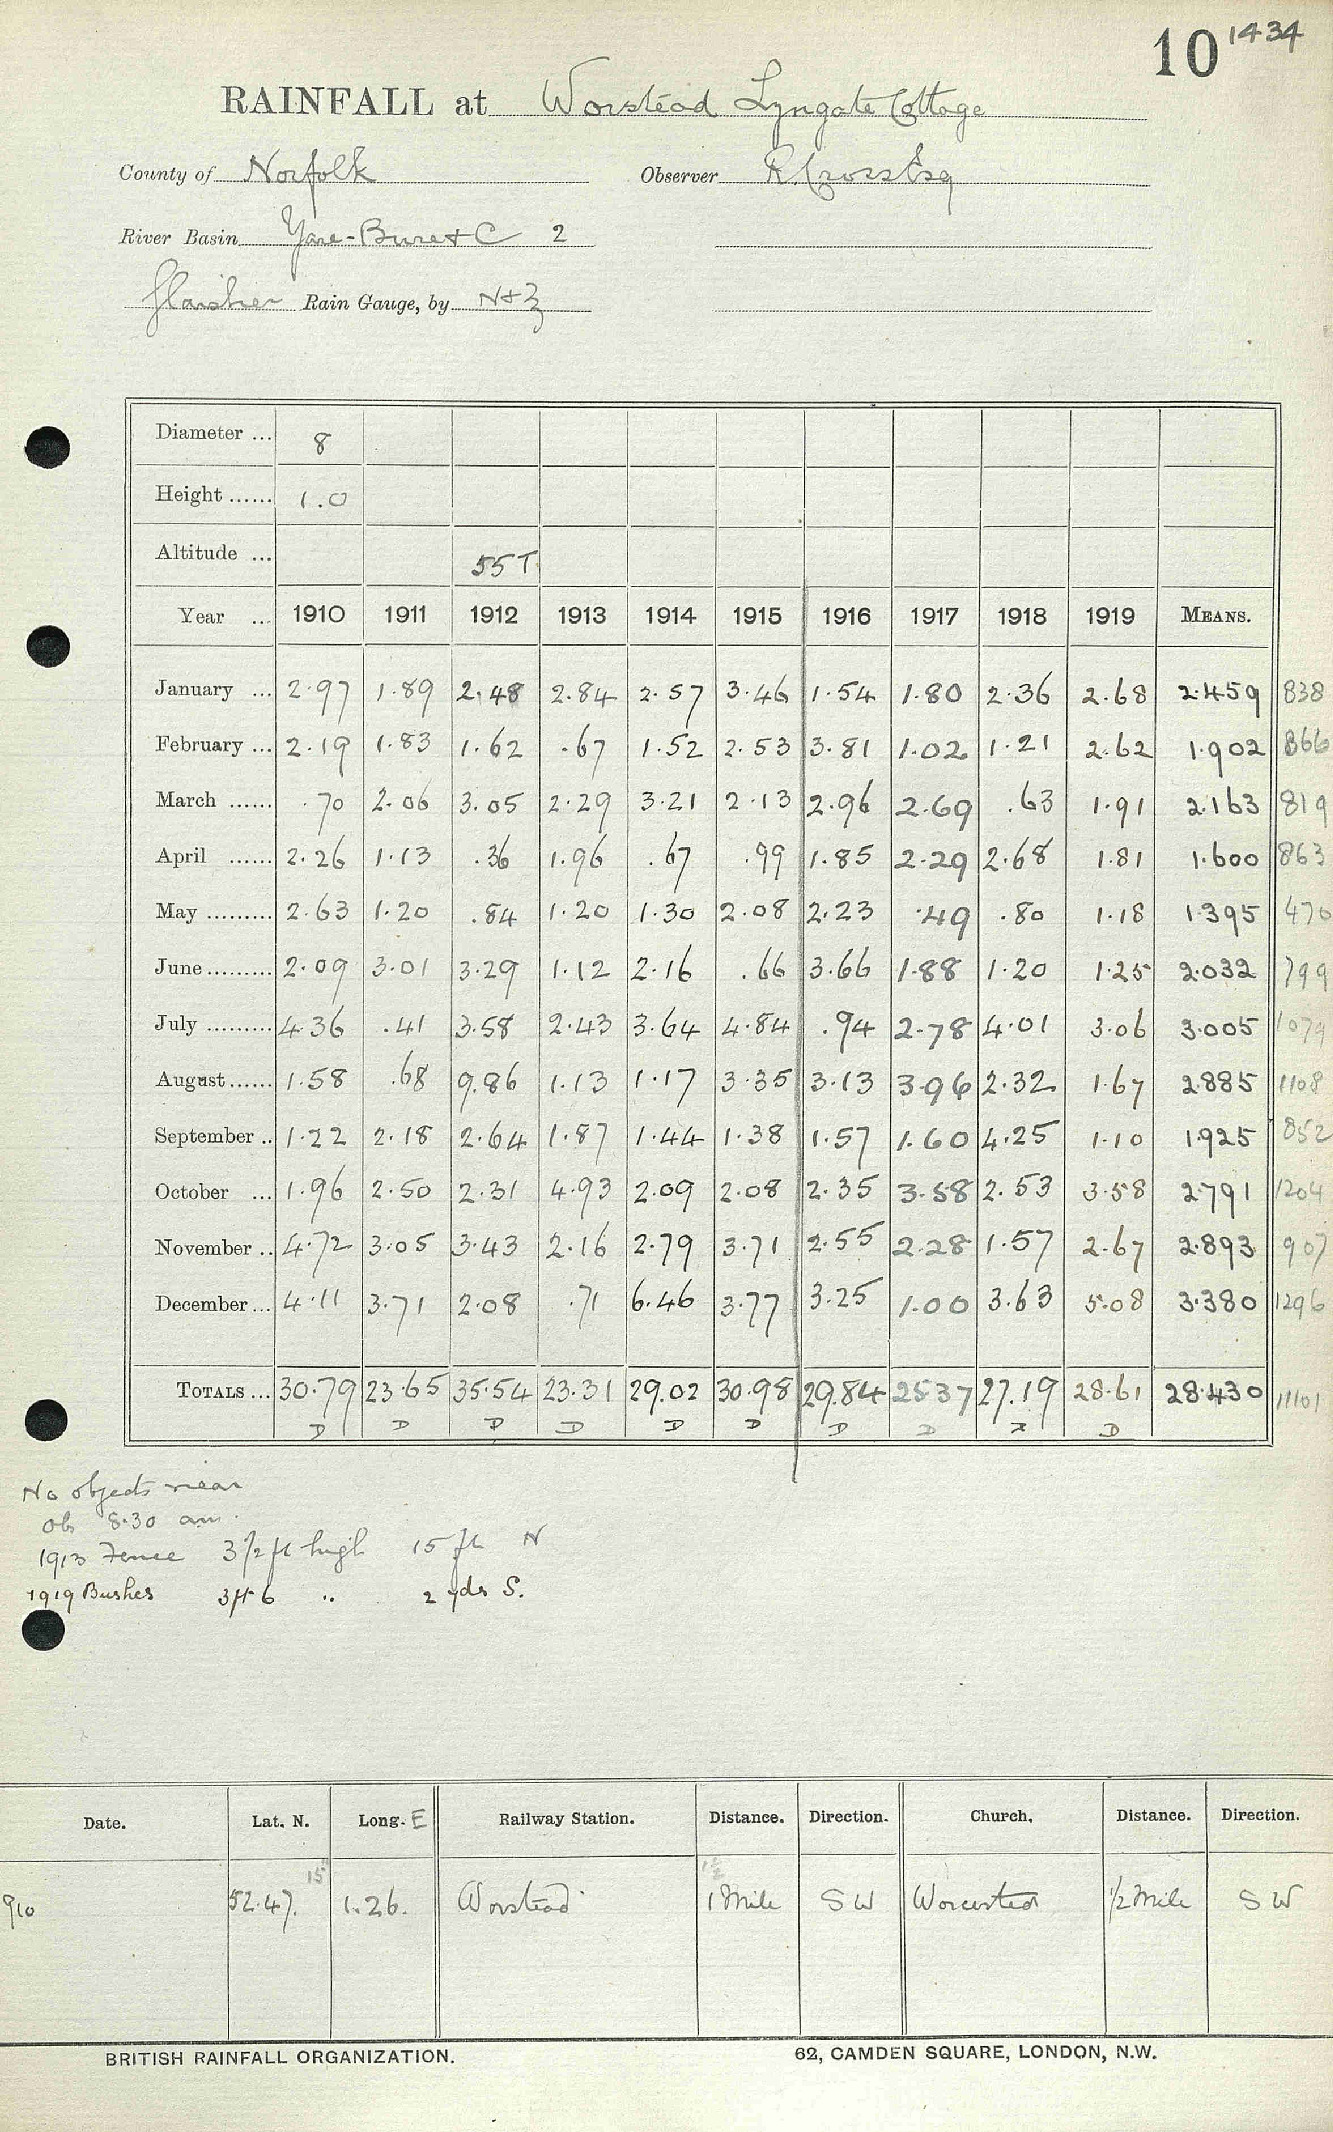 10 1434
RAINFALL at Worstead Lyngate Cottage
County of Norfolk Observer R. Cross Esq
River Basin Yare-Bure & C 2
Glaisher Rain Gauge, by N & Z
Diameter ... 8
Height ...... 1.0
Altitude ... 55T
Year ... 1910 1911 1912 1913 1914 1915 1916 1917 1918 1919 MEANS.
January ... 2.97 1.89 2.48 2.84 2.57 3.46 1.54 1.80 2.36 2.68 2.459 838
February ... 2.19 1.83 1.62 .67 1.52 2.53 3.81 1.02 1.21 2.62 1.902 866
March ...... .70 2.06 3.05 2.29 3.21 2.13 2.96 2.69 .63 1.91 2.163 819
April ...... 2.26 1.13 .36 1.96 .67 .99 1.85 2.29 2.68 1.81 1.600 863
May ......... 2.63 1.20 .84 1.20 1.30 2.08 2.23 .49 .80 1.18 1.395 470
June ......... 2.09 3.01 3.29 1.12 2.16 .66 3.66 1.88 1.20 1.25 2.032 799
July ......... 4.36 .41 3.58 2.43 3.64 4.84 .94 2.78 4.01 3.06 3.005 1079
August ...... 1.58 .68 9.86 1.13 1.17 3.35 3.13 3.96 2.32 1.67 2.885 1108
September .. 1.22 2.18 2.64 1.87 1.44 1.38 1.57 1.60 4.25 1.10 1.925 852
October ... 1.96 2.50 2.31 4.93 2.09 2.08 2.35 3.58 2.53 3.58 2.791 1204
November .. 4.72 3.05 3.43 2.16 2.79 3.71 2.55 2.28 1.57 2.67 2.893 907
December ... 4.11 3.71 2.08 .71 6.46 3.77 3.25 1.00 3.63 5.08 3.380 1296
TOTALS ... 30.79 23.65 35.54 23.31 29.02 30.98 29.84 25.37 27.19 28.61 28.430 11101
D D D D D D D D D
No objects near
Ob 8.30 am.
1913 Fence 3 1/2 ft high 15 ft N
1919 Bushes 3 ft 6 " 2 yds S.
Date. Lat. N. Long. E Railway Station. Distance. Direction. Church. Distance. Direction.
15" 1 1/2
910 52.47. 1.26. Worstead 1 Mile SW Worcested 1/2 Mile SW
BRITISH RAINFALL ORGANIZATION. 62, CAMDEN SQUARE, LONDON, N.W.